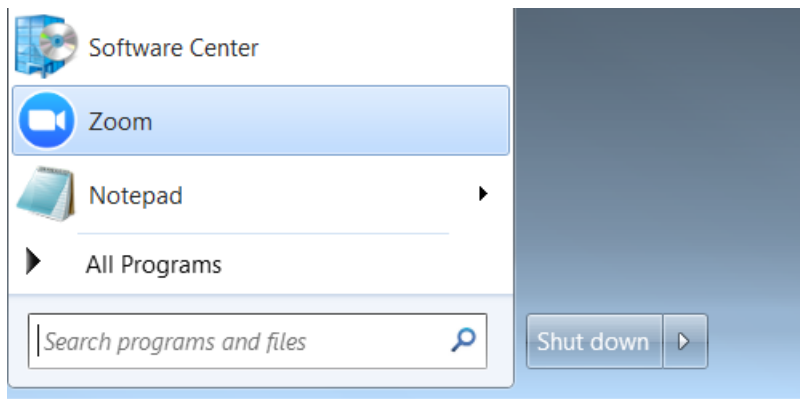 Software Center
Zoom
Notepad
All Programs
Search programs and files
Shut down